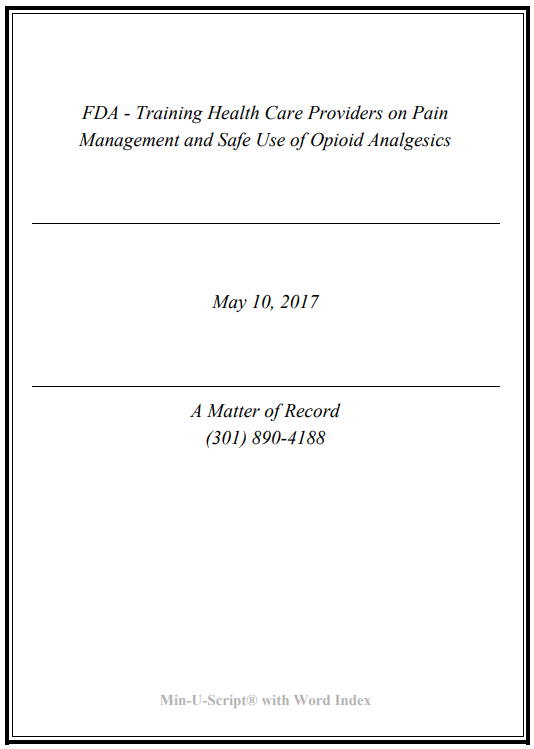 FDA - Training Health Care Providers on Pain
Management and Safe Use of Opioid Analgesics
May 10, 2017
A Matter of Record
(301) 890-4188
Min-U-Script® with Word Index